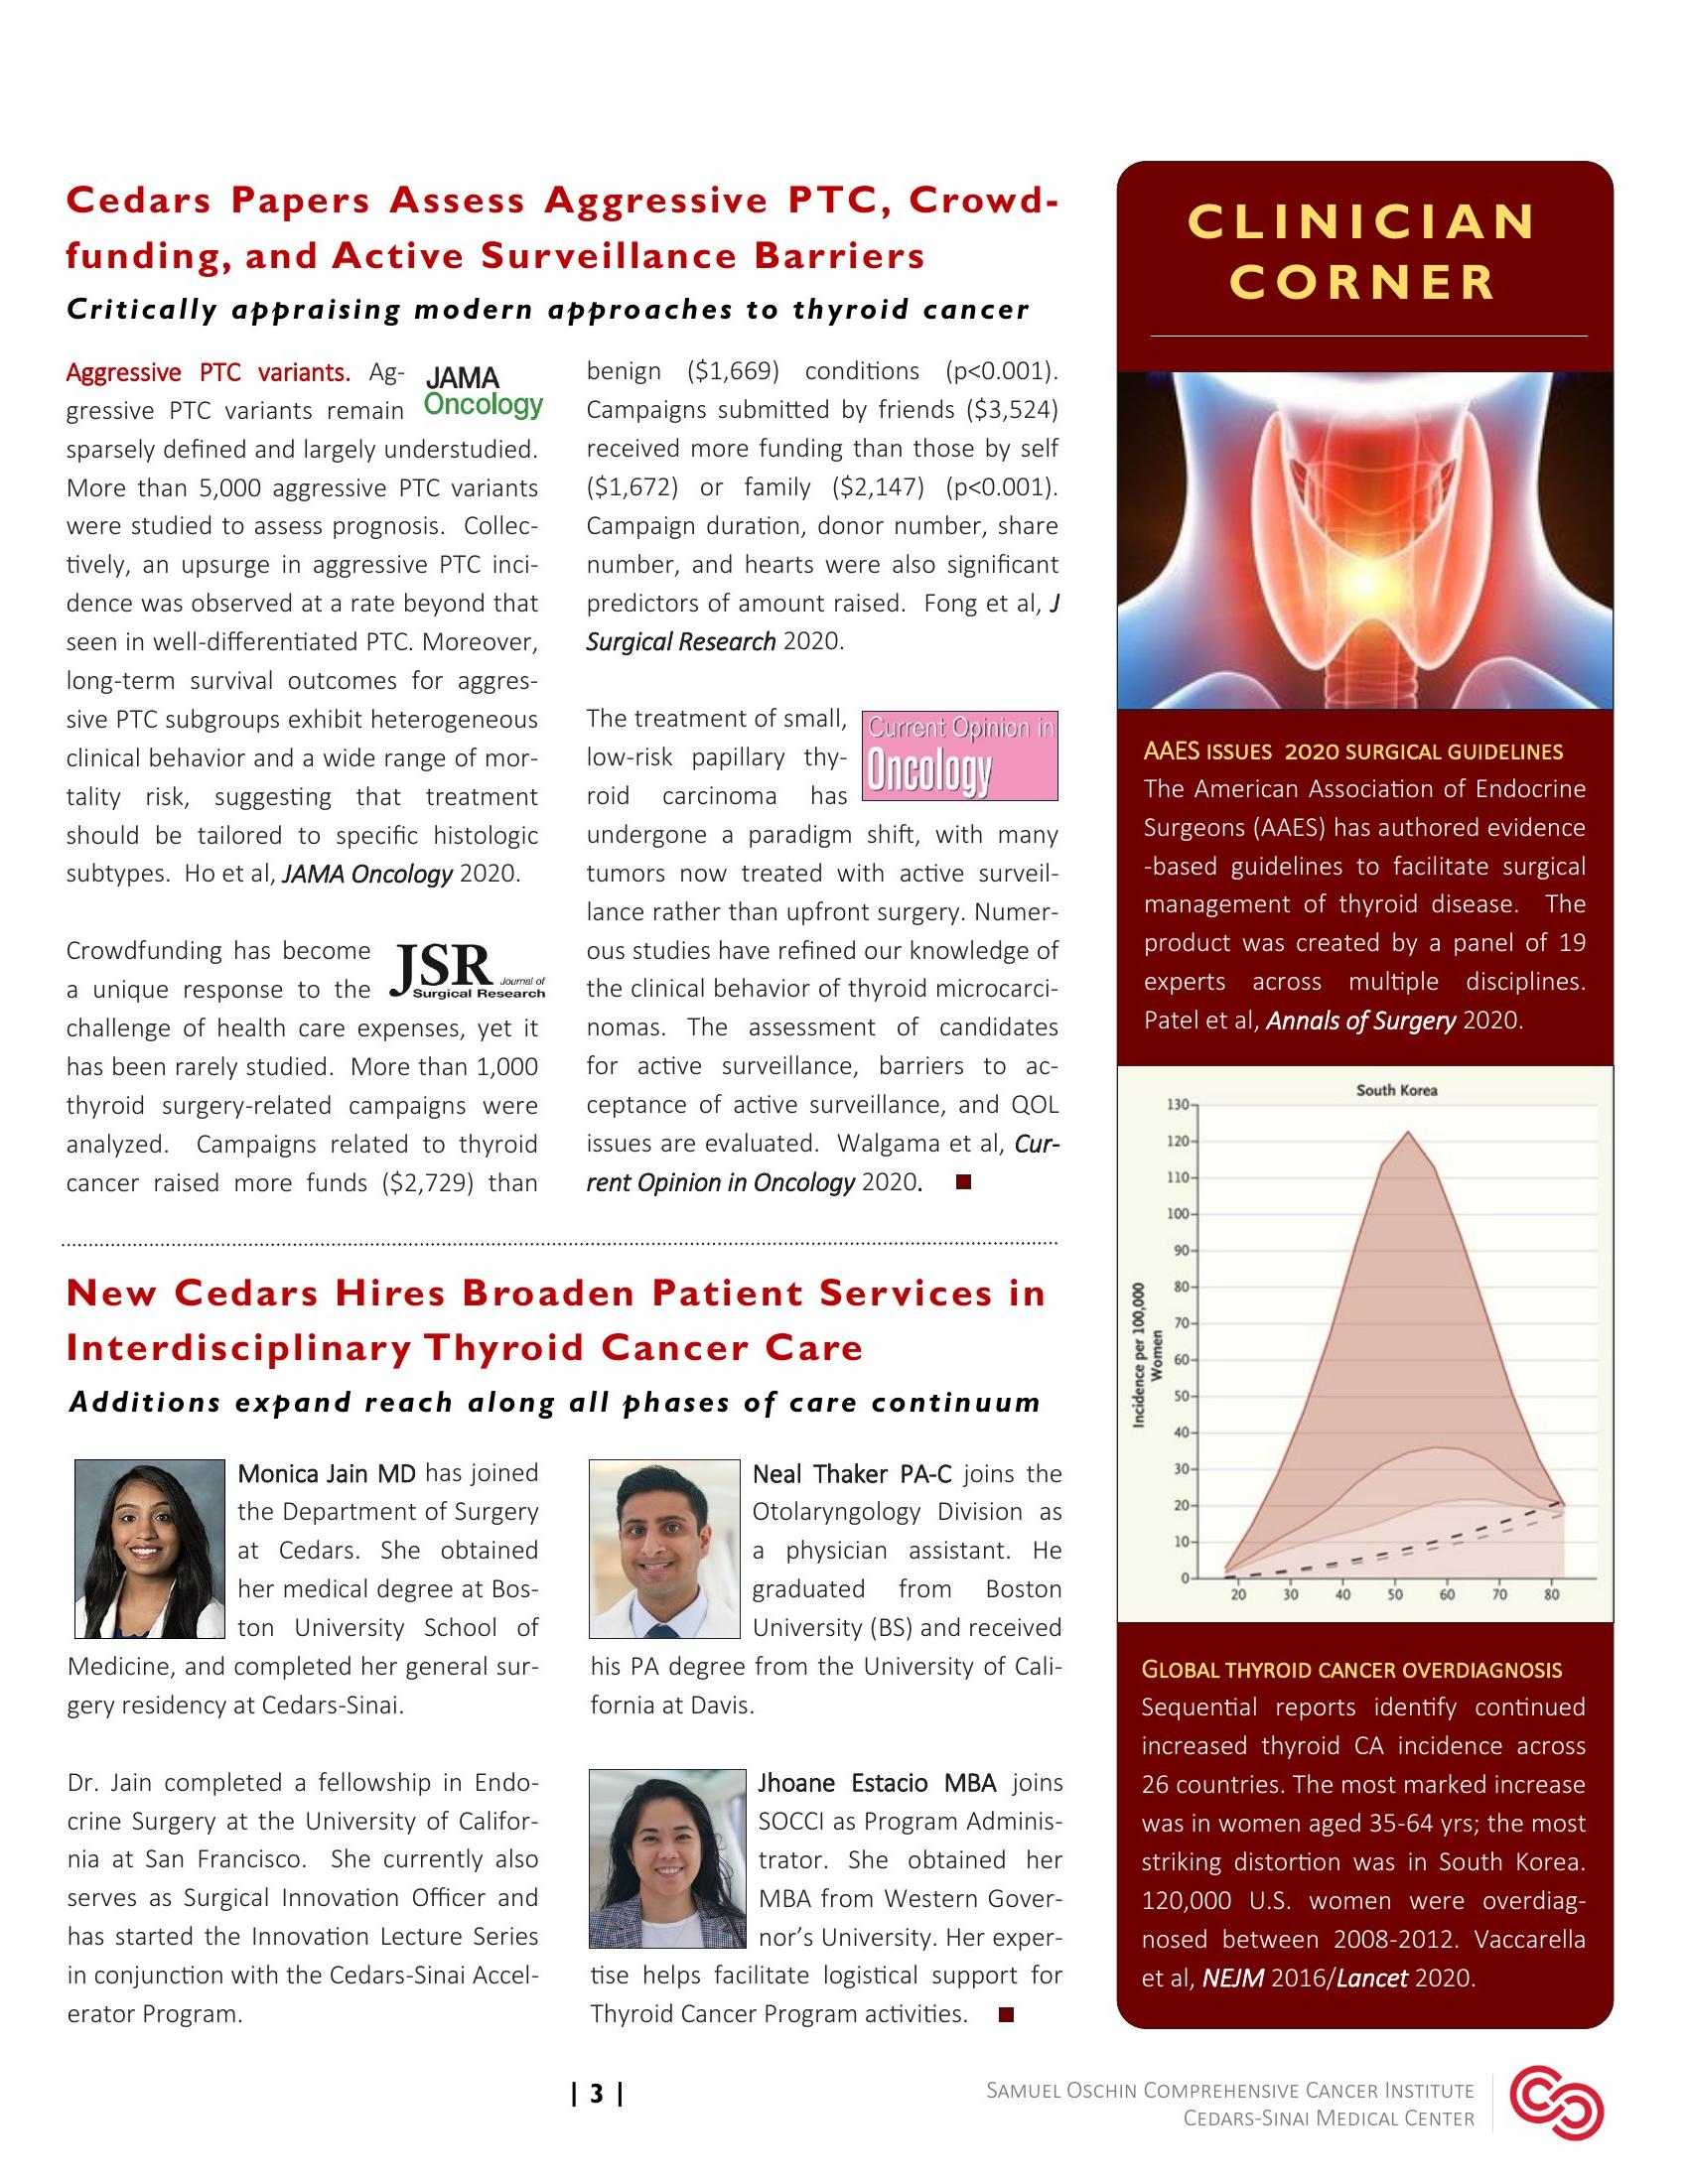 Cedars Papers Assess Aggressive PTC, Crowd-
funding, and Active Surveillance Barriers
Critically appraising modern approaches to thyroid cancer
Aggressive PTC variants. Ag-
gressive PTC variants remain
sparsely defined and largely understudied.
More than 5,000 aggressive PTC variants
were studied to assess prognosis. Collec-
tively, an upsurge in aggressive PTC inci-
dence was observed at a rate beyond that
seen in well-differentiated PTC. Moreover,
long-term survival outcomes for aggres-
sive PTC subgroups exhibit heterogeneous
clinical behavior and a wide range of mor-
tality risk, suggesting that treatment
should be tailored to specific histologic
subtypes. Ho et al, JAMA Oncology 2020.
JAMA
Oncology
Crowdfunding has become
a unique response to the
challenge of health care expenses, yet it
has been rarely studied. More than 1,000
thyroid surgery-related campaigns were
analyzed. Campaigns related to thyroid
cancer raised more funds ($2,729) than
JSR Journal of
Surgical Research
benign ($1,669) conditions (p<0.001).
Campaigns submitted by friends ($3,524)
received more funding than those by self
($1,672) or family ($2,147) (p<0.001).
Campaign duration, donor number, share
number, and hearts were also significant
predictors of amount raised. Fong et al, J
Surgical Research 2020.
The treatment of small,
low-risk papillary thy-
roid carcinoma has
undergone a paradigm shift, with many
tumors now treated with active surveil-
lance rather than upfront surgery. Numer-
ous studies have refined our knowledge of
the clinical behavior of thyroid microcarci-
nomas. The assessment of candidates
for active surveillance, barriers to ac-
ceptance of active surveillance, and QOL
issues are evaluated. Walgama et al, Cur-
rent Opinion in Oncology 2020.
Current Opinion in
Oncology
New Cedars Hires Broaden Patient Services in
Interdisciplinary Thyroid Cancer Care
Additions expand reach along all phases of care continuum
Monica Jain MD has joined
the Department of Surgery
at Cedars. She obtained
her medical degree at Bos-
ton University School of
Medicine, and completed her general sur-
gery residency at Cedars-Sinai.
Dr. Jain completed a fellowship in Endo-
crine Surgery at the University of Califor-
nia at San Francisco. She currently also
serves as Surgical Innovation Officer and
has started the Innovation Lecture Series
in conjunction with the Cedars-Sinai Accel-
erator Program.
Neal Thaker PA-C joins the
Otolaryngology Division as
a physician assistant. He
graduated from Boston
University (BS) and received
his PA degree from the University of Cali-
fornia at Davis.
Jhoane Estacio MBA joins
SOCCI as Program Adminis-
trator. She obtained her
MBA from Western Gover-
nor’s University. Her exper-
tise helps facilitate logistical support for
Thyroid Cancer Program activities.
CLINICIAN
CORNER
AAES ISSUES 2020 SURGICAL GUIDELINES
The American Association of Endocrine
Surgeons (AAES) has authored evidence
-based guidelines to facilitate surgical
management of thyroid disease. The
product was created by a panel of 19
experts across multiple disciplines.
Patel et al, Annals of Surgery 2020.
South Korea
Incidence per 100,000
Women
130
120
110
100
90
80
70
60
50
40
30
20
10
0
20 30 40 50 60 70 80
GLOBAL THYROID CANCER OVERDIAGNOSIS
Sequential reports identify continued
increased thyroid CA incidence across
26 countries. The most marked increase
was in women aged 35-64 yrs; the most
striking distortion was in South Korea.
120,000 U.S. women were overdiag-
nosed between 2008-2012. Vaccarella
et al, NEJM 2016/Lancet 2020.
| 3 |
SAMUEL OSCHIN COMPREHENSIVE CANCER INSTITUTE
CEDARS-SINAI MEDICAL CENTER